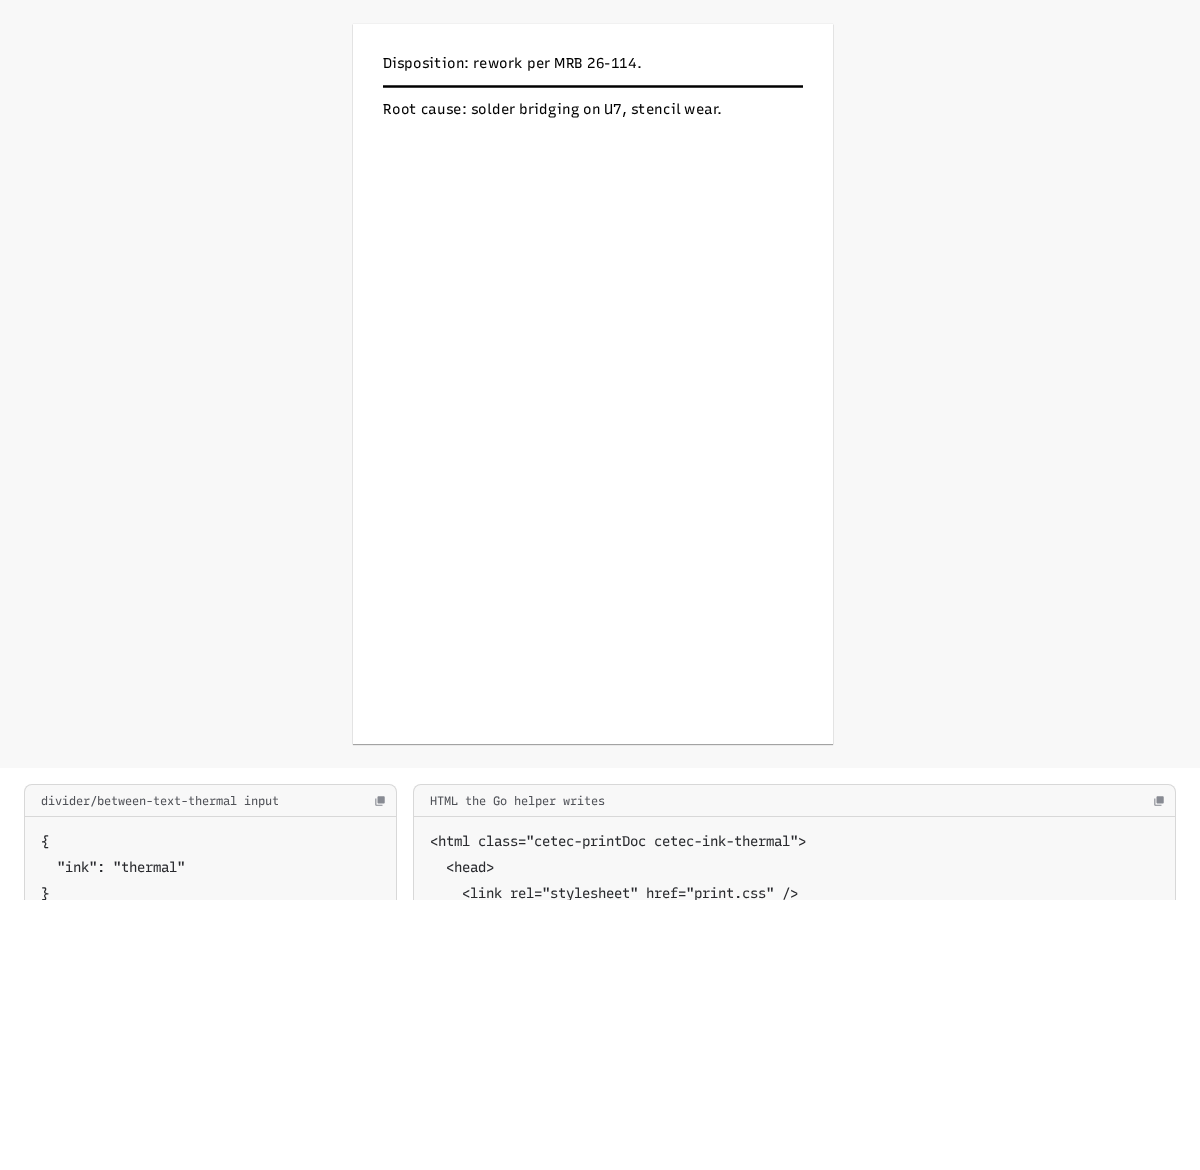 Disposition: rework per MRB 26-114.
Root cause: solder bridging on U7, stencil wear.
divider/between-text-thermal input
{
  "ink": "thermal"
}
HTML the Go helper writes
<html class="cetec-printDoc cetec-ink-thermal">
  <head>
    <link rel="stylesheet" href="print.css" />